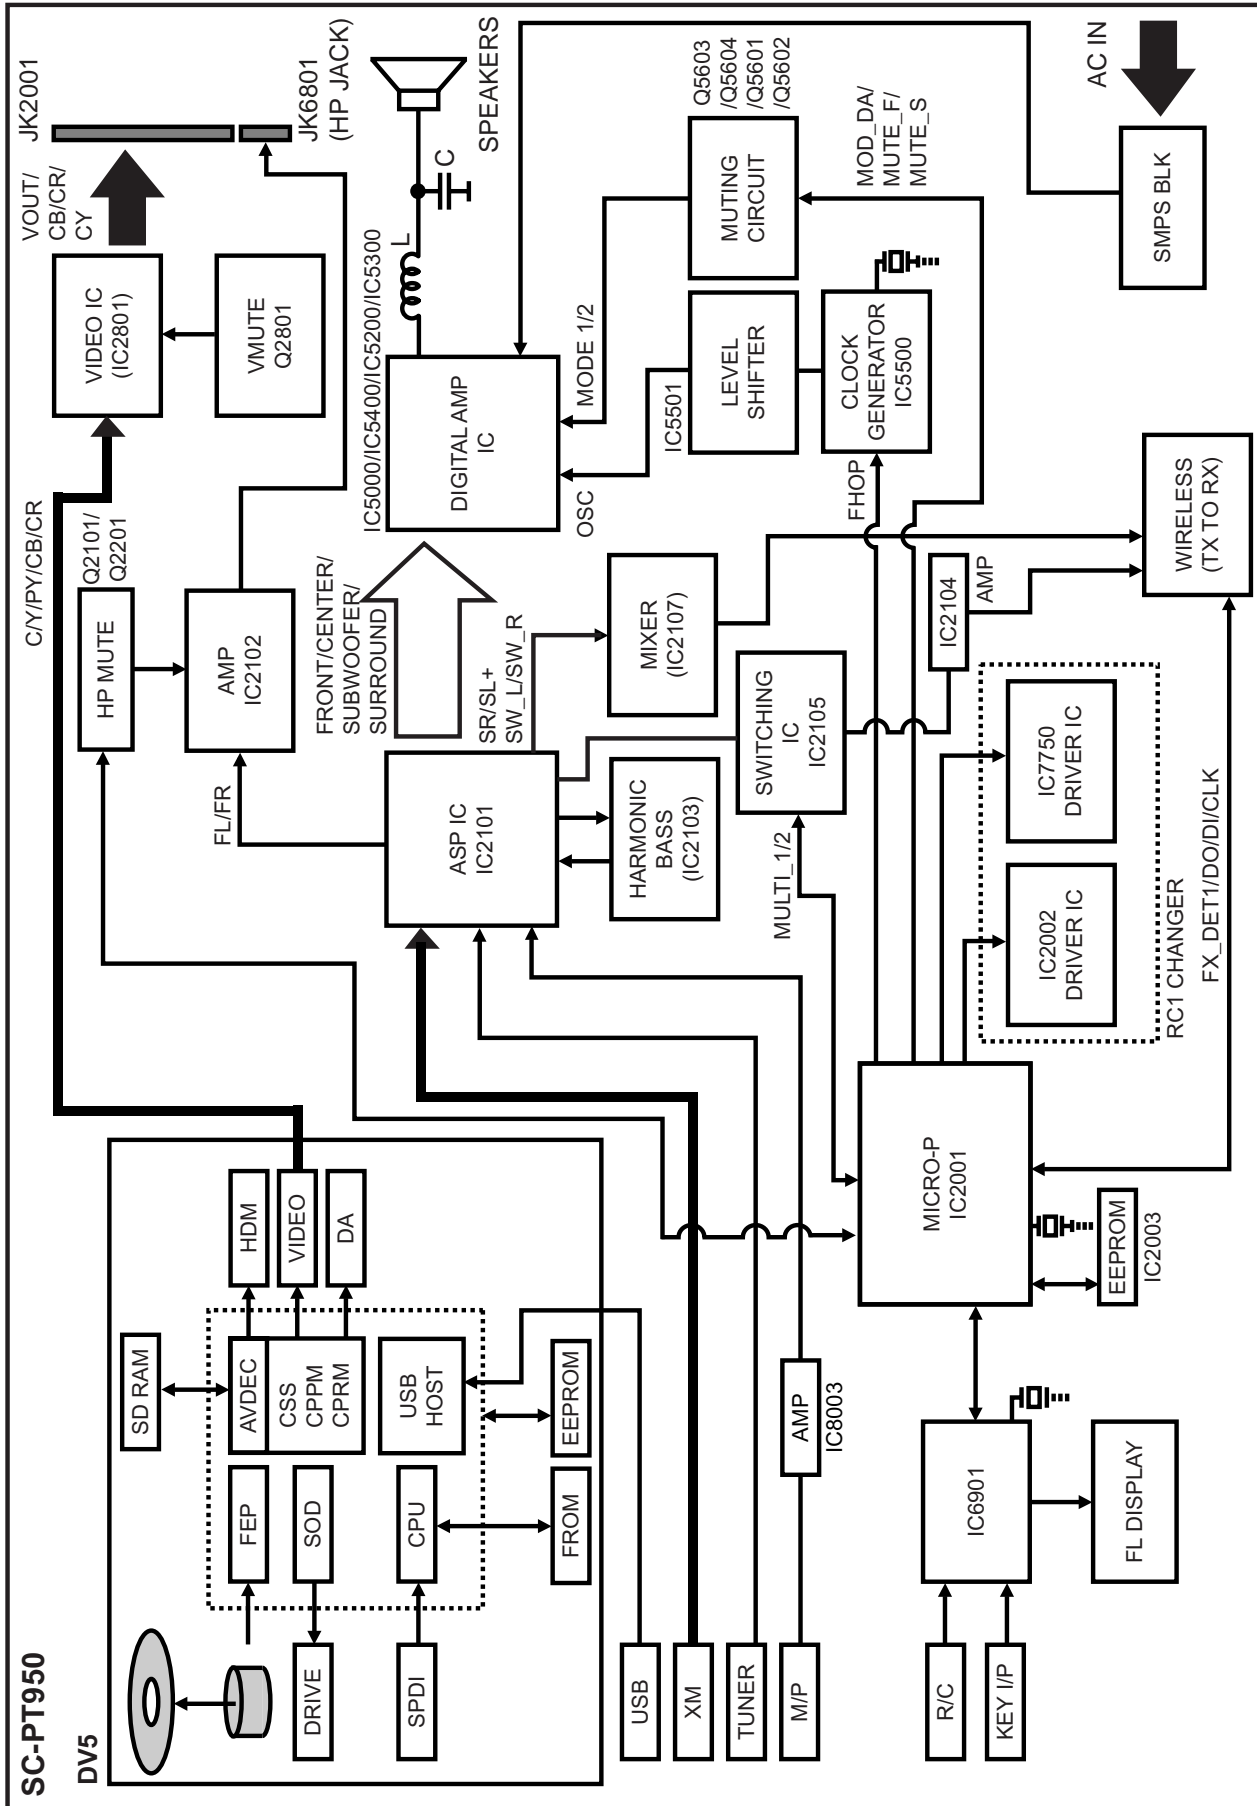 SC-PT950
DV5
SD RAM
HDM
VIDEO
DA
AVDEC
CSS
CPPM
CPRM
USB
HOST
FEP
SOD
CPU
EEPROM
FROM
DRIVE
SPDI
USB
XM
TUNER
M/P
R/C
KEY I/P
AMP
IC8003
IC6901
FL DISPLAY
MICRO-P
IC2001
EEPROM
IC2003
C/Y/PY/CB/CR
HP MUTE
Q2101/
Q2201
AMP
IC2102
FL/FR
ASP IC
IC2101
HARMONIC
BASS
(IC2103)
MULTI_1/2
SWITCHING
IC
IC2105
SR/SL+
SW_L/SW_R
MIXER
(IC2107)
FRONT/CENTER/
SUBWOOFER/
SURROUND
IC2104
AMP
IC2002
DRIVER IC
IC7750
DRIVER IC
RC1 CHANGER
FX_DET1/DO/DI/CLK
WIRELESS
(TX TO RX)
VIDEO IC
(IC2801)
VMUTE
Q2801
VOUT/
CB/CR/
CY
JK2001
JK6801
(HP JACK)
IC5000/IC5400/IC5200/IC5300
DIGITAL AMP
IC
L
C
SPEAKERS
OSC
MODE 1/2
IC5501
LEVEL
SHIFTER
MUTING
CIRCUIT
Q5603
/Q5604
/Q5601
/Q5602
FHOP
CLOCK
GENERATOR
IC5500
MOD_DA/
MUTE_F/
MUTE_S
SMPS BLK
AC IN